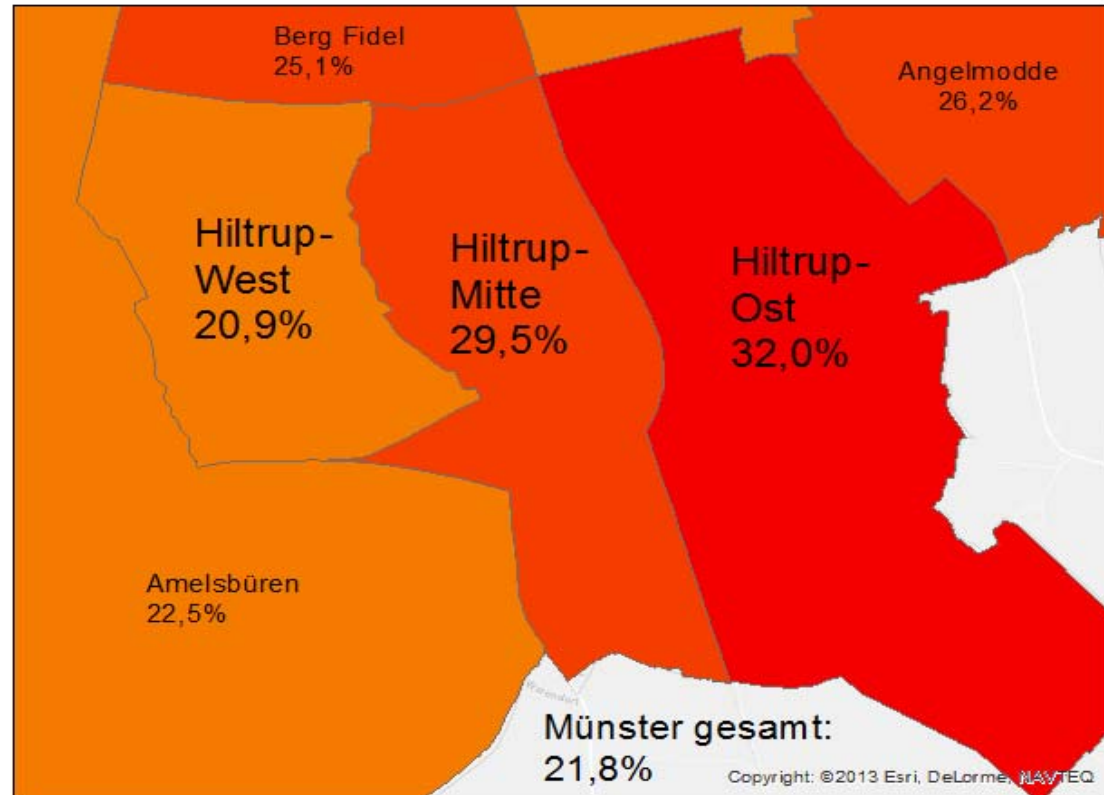 Berg Fidel
25,1%
Angelmodde
26,2%
Hiltrup-
West
20,9%
Hiltrup-
Mitte
29,5%
Hiltrup-
Ost
32,0%
Amelsbüren
22,5%
Warendorf
Münster gesamt:
21,8%
Copyright: ©2013 Esri, DeLorme, NAVTEQ